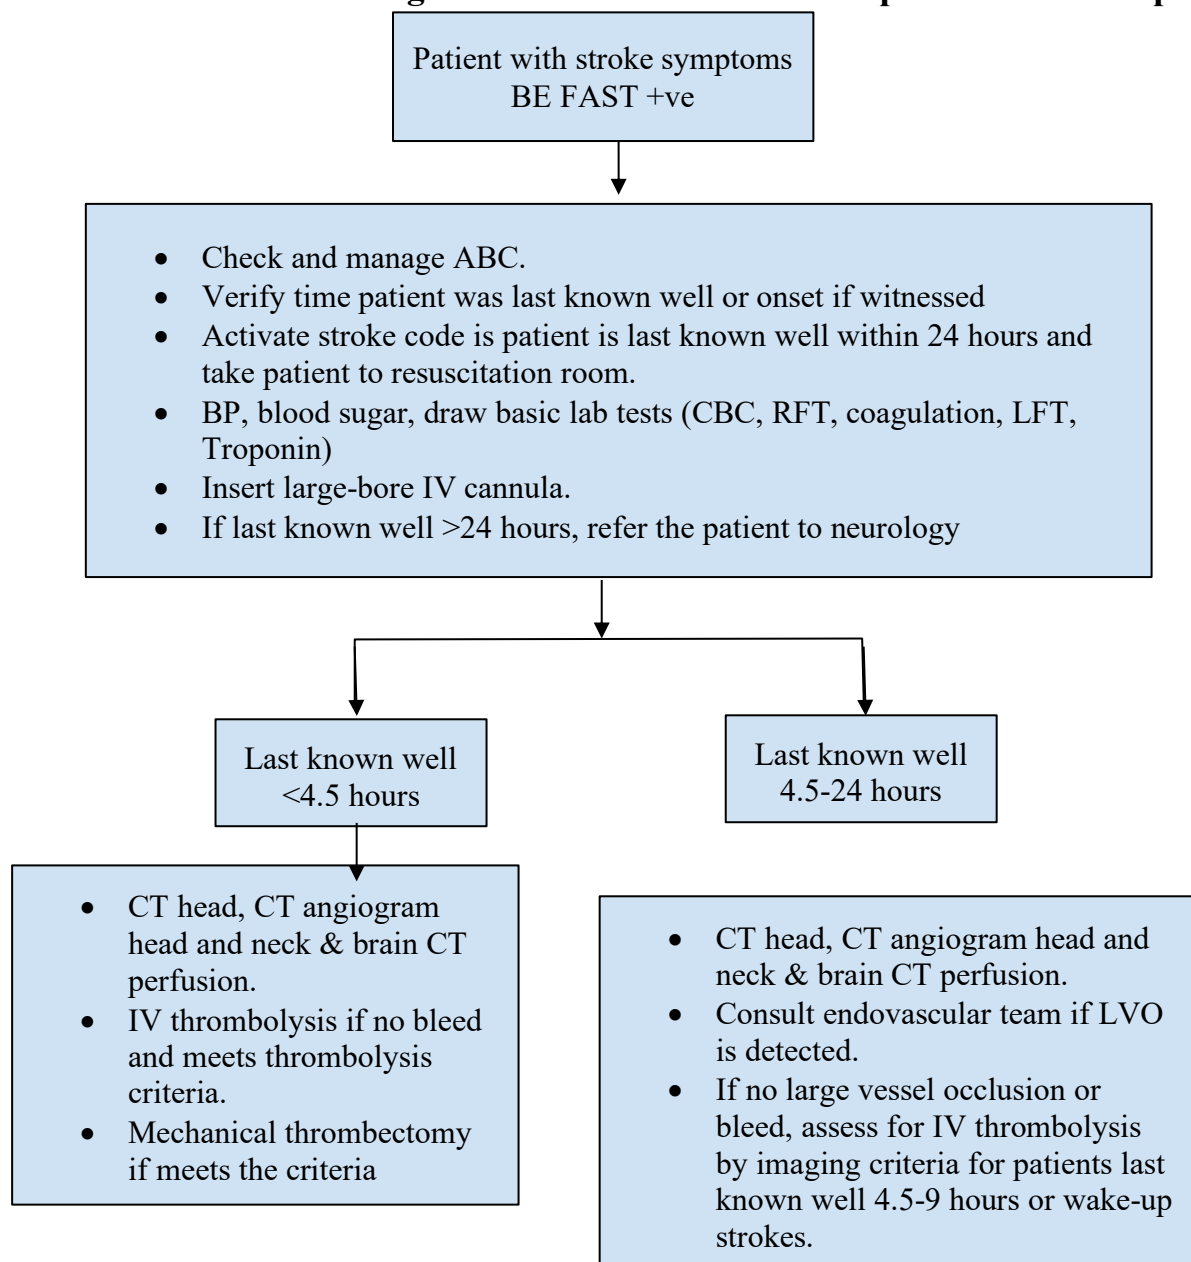 Patient with stroke symptoms
BE FAST +ve
• Check and manage ABC.
• Verify time patient was last known well or onset if witnessed
• Activate stroke code is patient is last known well within 24 hours and
take patient to resuscitation room.
• BP, blood sugar, draw basic lab tests (CBC, RFT, coagulation, LFT,
Troponin)
• Insert large-bore IV cannula.
• If last known well >24 hours, refer the patient to neurology
Last known well
<4.5 hours
Last known well
4.5-24 hours
• CT head, CT angiogram
head and neck & brain CT
perfusion.
• IV thrombolysis if no bleed
and meets thrombolysis
criteria.
• Mechanical thrombectomy
if meets the criteria
• CT head, CT angiogram head and
neck & brain CT perfusion.
• Consult endovascular team if LVO
is detected.
• If no large vessel occlusion or
bleed, assess for IV thrombolysis
by imaging criteria for patients last
known well 4.5-9 hours or wake-up
strokes.